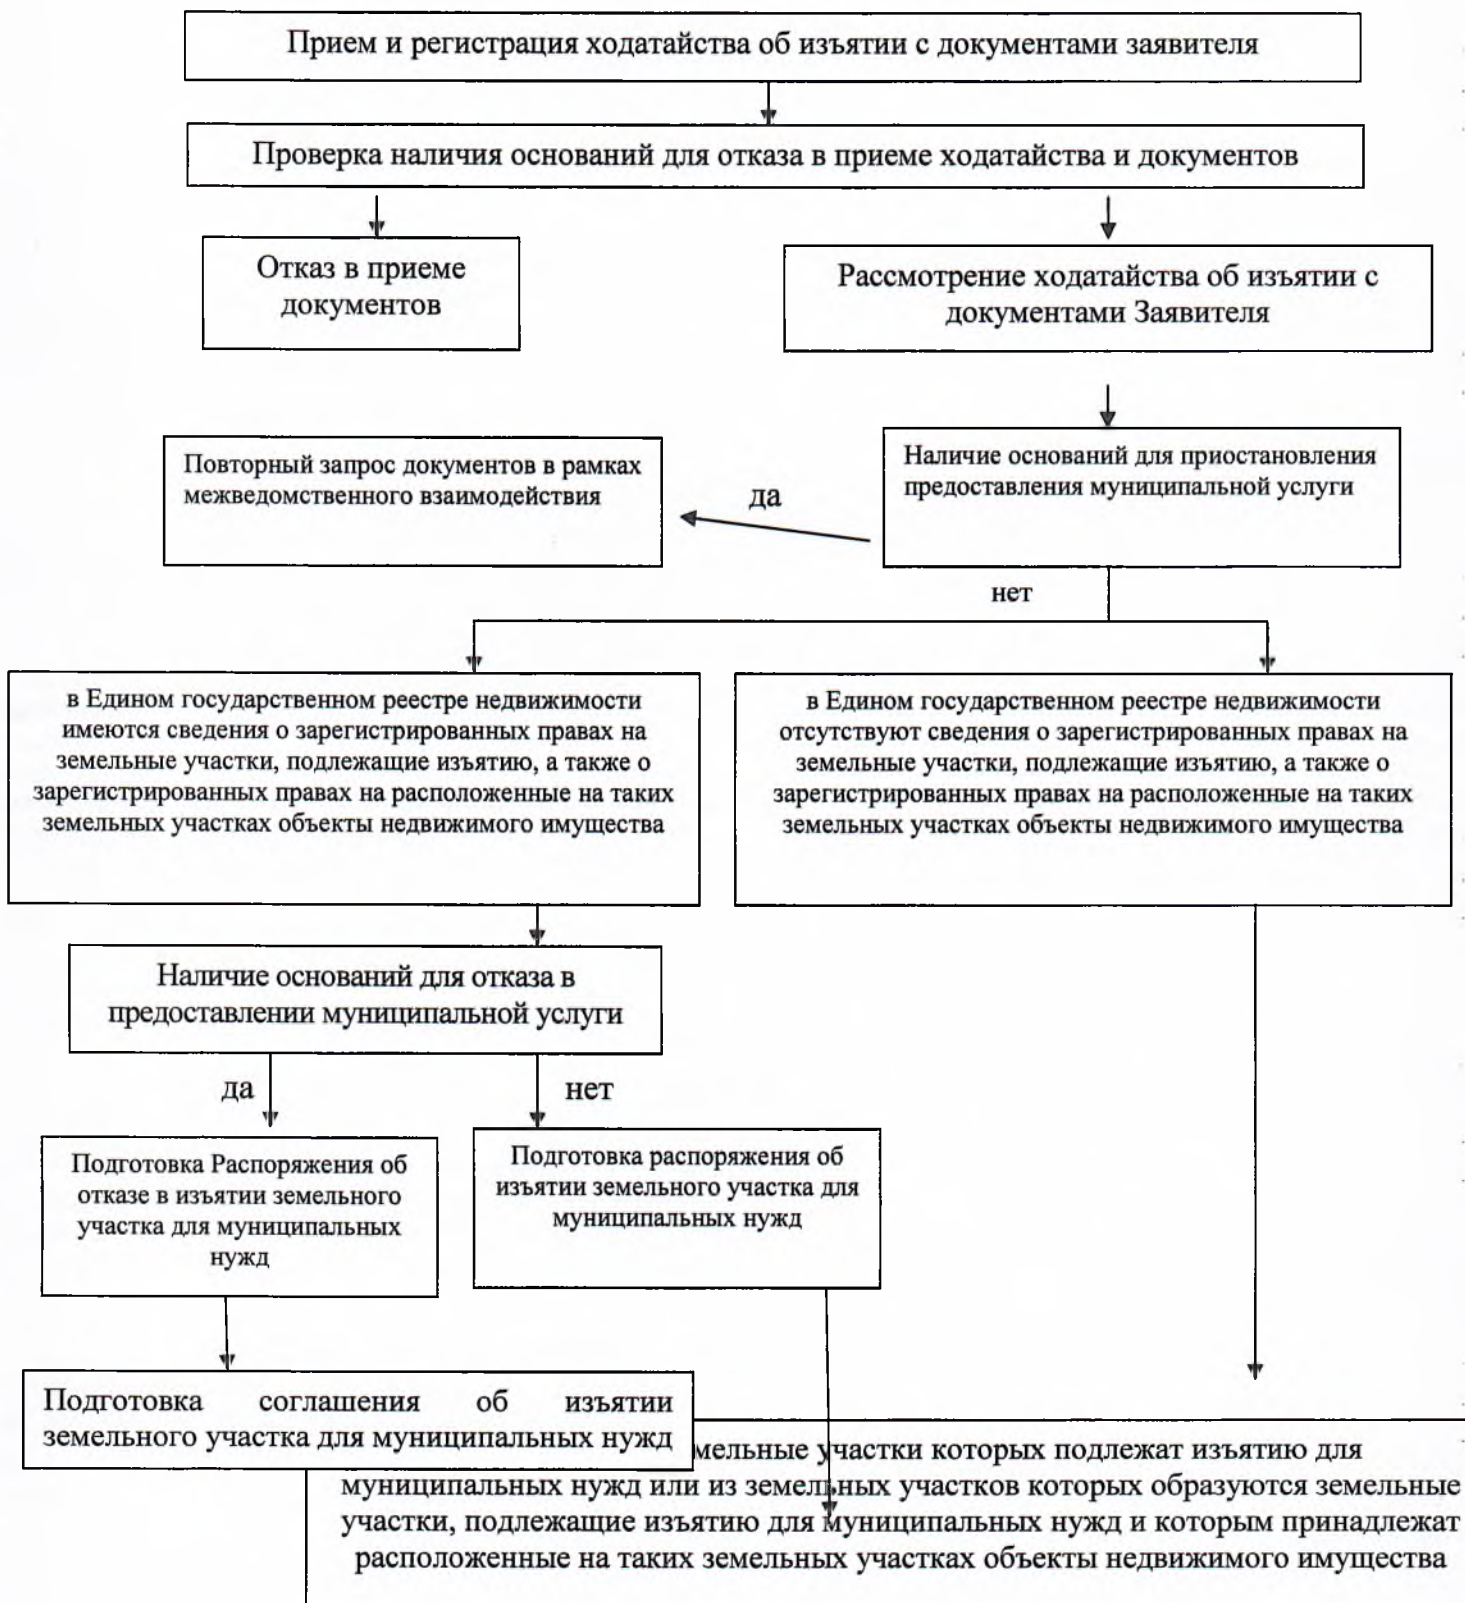 Прием и регистрация ходатайства об изъятии с документами заявителя
Проверка наличия оснований для отказа в приеме ходатайства и документов
Отказ в приеме
документов
Рассмотрение ходатайства об изъятии с
документами Заявителя
Повторный запрос документов в рамках
межведомственного взаимодействия
да
Наличие оснований для приостановления
предоставления муниципальной услуги
нет
в Едином государственном реестре недвижимости
имеются сведения о зарегистрированных правах на
земельные участки, подлежащие изъятию, а также о
зарегистрированных правах на расположенные на таких
земельных участках объекты недвижимого имущества
в Едином государственном реестре недвижимости
отсутствуют сведения о зарегистрированных правах на
земельные участки, подлежащие изъятию, а также о
зарегистрированных правах на расположенные на таких
земельных участках объекты недвижимого имущества
Наличие оснований для отказа в
предоставлении муниципальной услуги
да
нет
Подготовка Распоряжения об
отказе в изъятии земельного
участка для муниципальных
нужд
Подготовка распоряжения об
изъятии земельного участка для
муниципальных нужд
Подготовка соглашения об изъятии
земельного участка для муниципальных нужд
мельные участки которых подлежат изъятию для
муниципальных нужд или из земельных участков которых образуются земельные
участки, подлежащие изъятию для муниципальных нужд и которым принадлежат
расположенные на таких земельных участках объекты недвижимого имущества